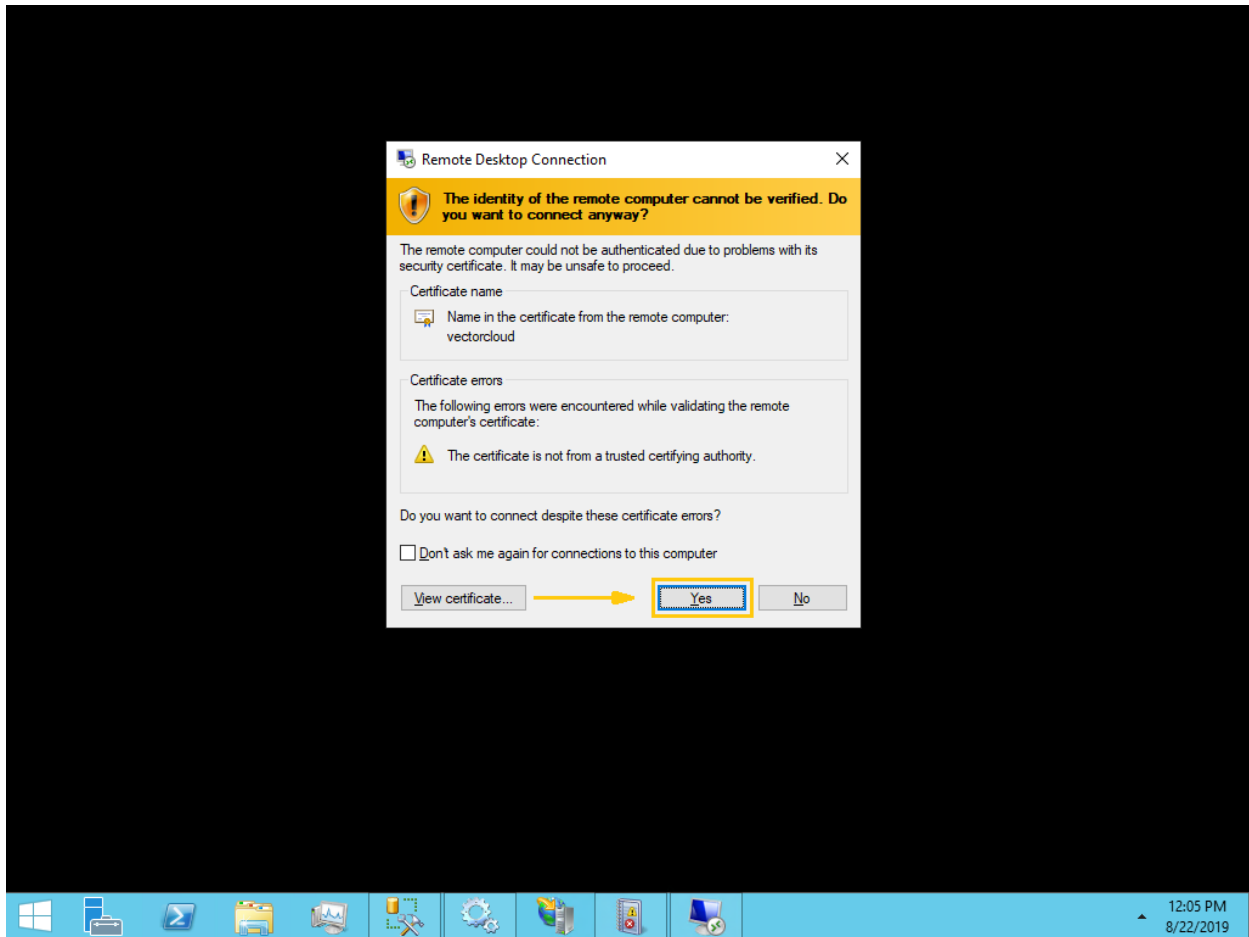 Remote Desktop Connection
The identity of the remote computer cannot be verified. Do
you want to connect anyway?
The remote computer could not be authenticated due to problems with its
security certificate. It may be unsafe to proceed.
Certificate name
Name in the certificate from the remote computer:
vectorcloud
Certificate errors
The following errors were encountered while validating the remote
computer's certificate:
The certificate is not from a trusted certifying authority.
Do you want to connect despite these certificate errors?
Don't ask me again for connections to this computer
View certificate... Yes No
12:05 PM
8/22/2019